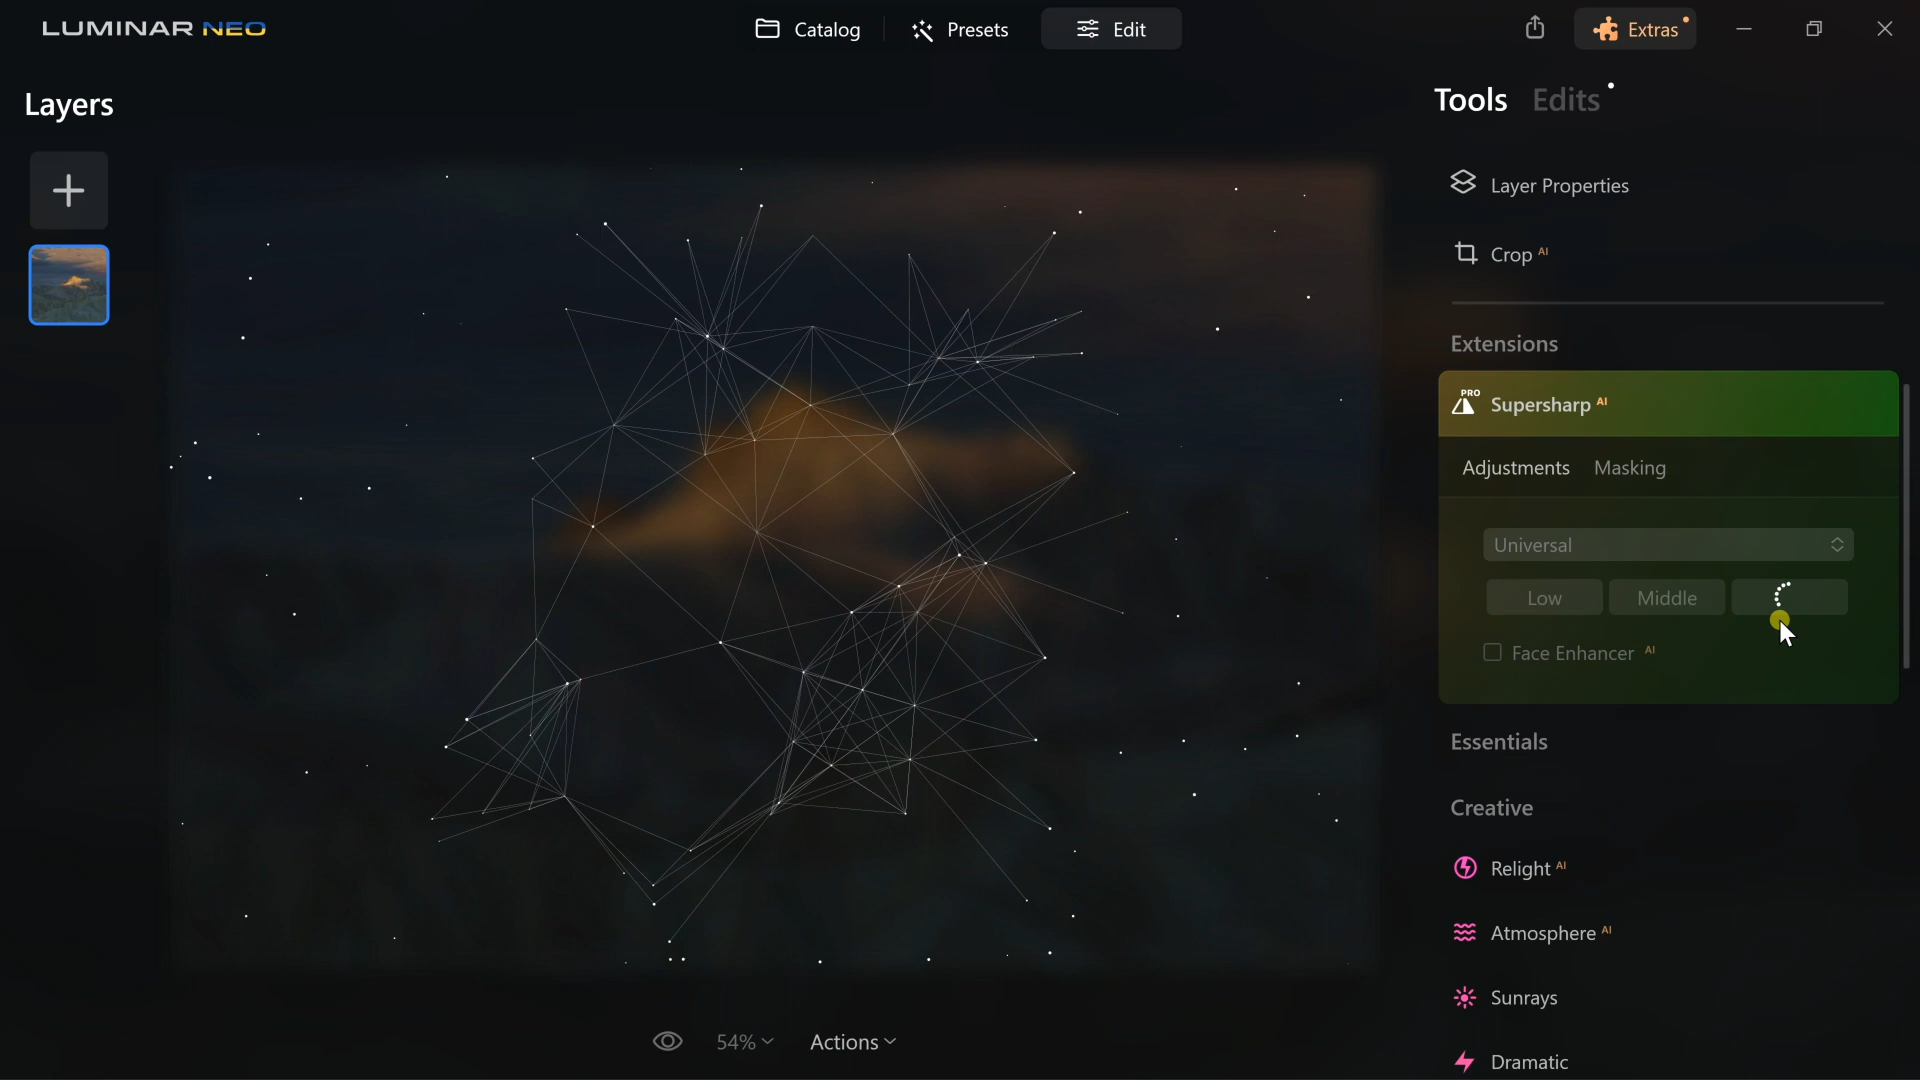 LUMINAR NEO
Catalog
Presets
Edit
Extras
Layers
Tools
Edits
Layer Properties
Crop AI
Extensions
PRO
Supersharp AI
Adjustments
Masking
Universal
Low
Middle
Face Enhancer AI
Essentials
Creative
Relight AI
Atmosphere AI
Sunrays
Dramatic
54%
Actions